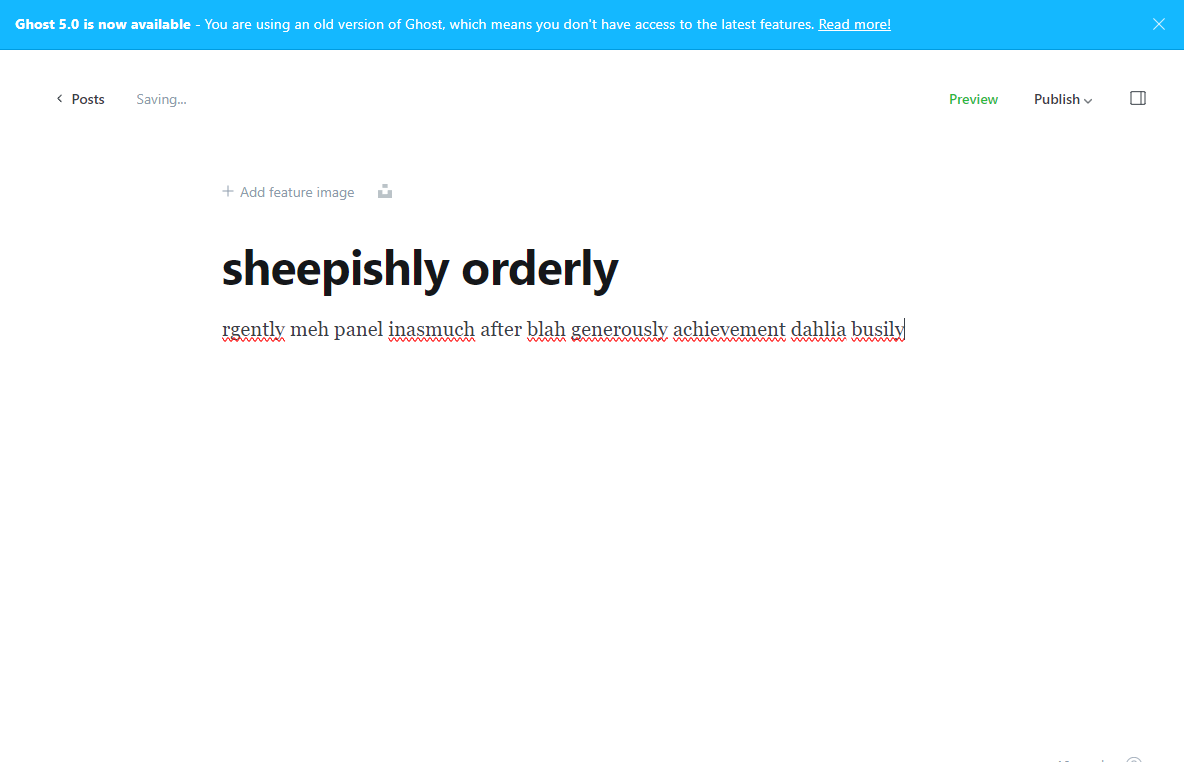 Ghost 5.0 is now available - You are using an old version of Ghost, which means you don't have access to the latest features. Read more!
Posts
Saving...
Preview
Publish
Add feature image
sheepishly orderly
rgently meh panel inasmuch after blah generously achievement dahlia busily